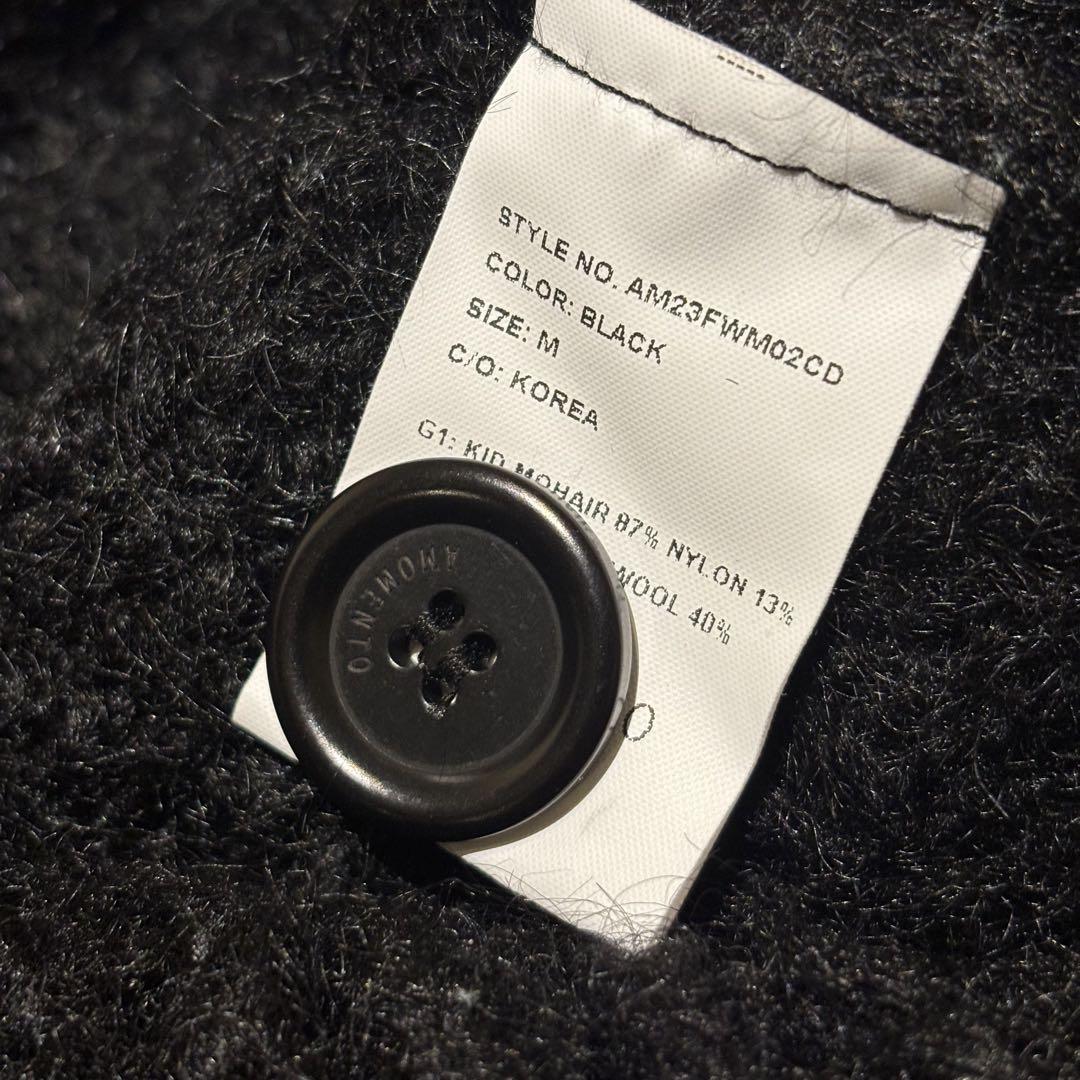 STYLE NO. AM23FWM02CD
COLOR: BLACK
SIZE: M
C/O: KOREA
G1: KID MOHAIR 87% NYLON 13%
WOOL 40%
O
AMOMENTO